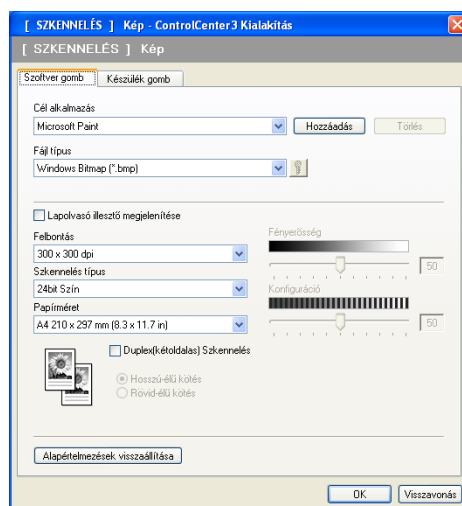 [ SZKENNELÉS ] Kép - ControlCenter3 Kialakítás
[ SZKENNELÉS ] Kép
Szoftver gomb Készülék gomb
Cél alkalmazás
Microsoft Paint Hozzáadás Törlés
Fájl típus
Windows Bitmap (*.bmp)
Lapolvasó illesztő megjelenítése
Felbontás Fényerősség
300 x 300 dpi 50
Szkennelés típus
24bit Szín Konfiguráció
Papírméret
A4 210 x 297 mm (8.3 x 11.7 in) 50
Duplex(kétoldalas) Szkennelés
Hosszú-élű kötés
Rövid-élű kötés
Alapértelmezések visszaállítása
OK Visszavonás